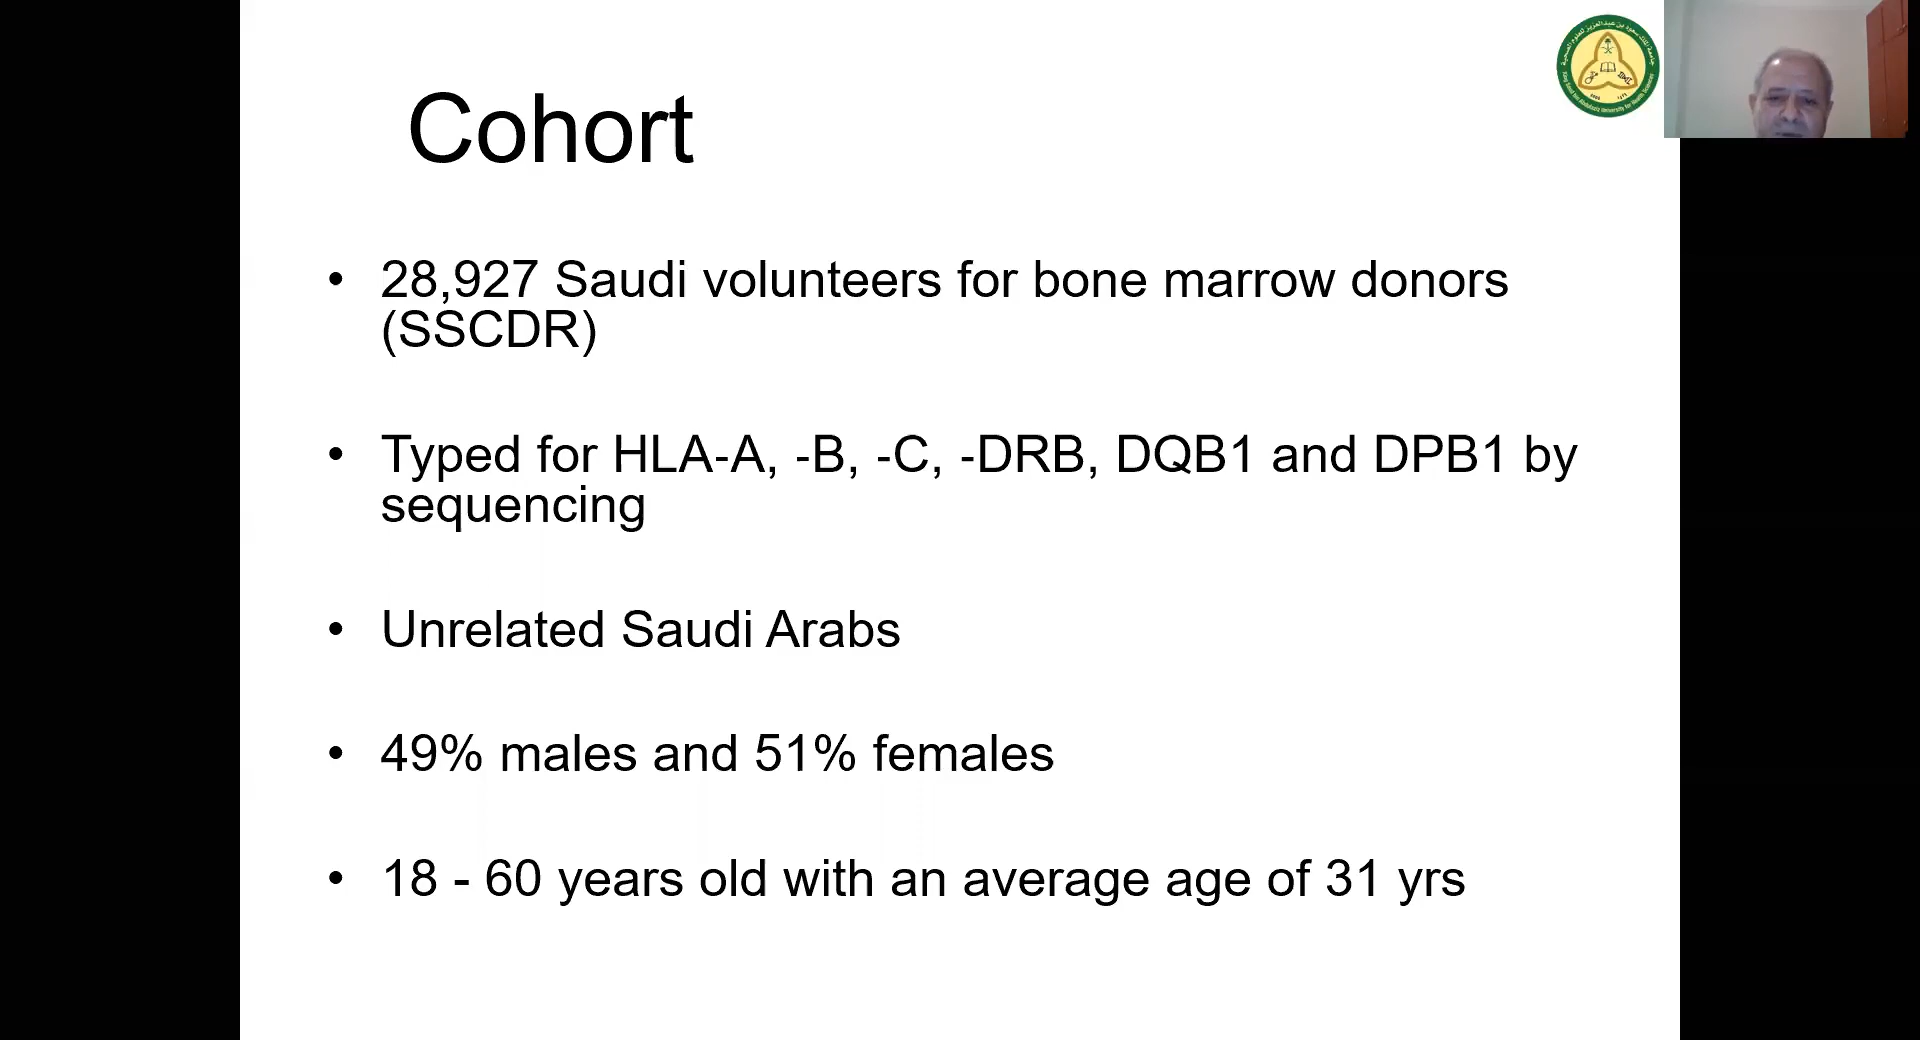 Cohort
• 28,927 Saudi volunteers for bone marrow donors
(SSCDR)
• Typed for HLA-A, -B, -C, -DRB, DQB1 and DPB1 by
sequencing
• Unrelated Saudi Arabs
• 49% males and 51% females
• 18 - 60 years old with an average age of 31 yrs